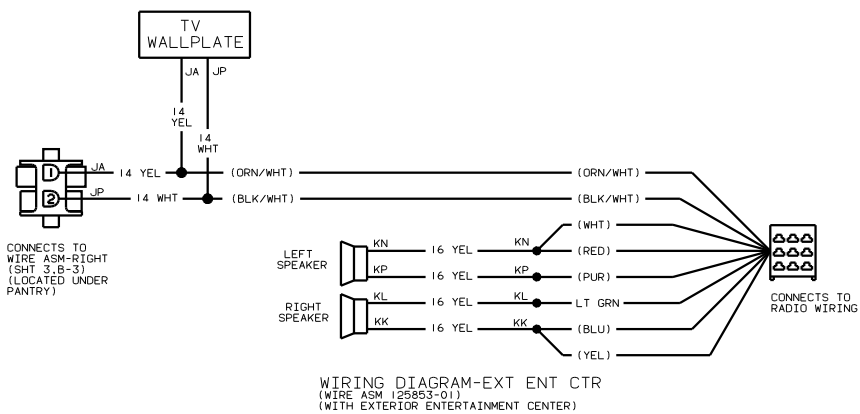 TV
WALLPLATE
JA
JP
14
YEL
14
WHT
1
JA
14 YEL
(ORN/WHT)
(ORN/WHT)
2
JP
14 WHT
(BLK/WHT)
(BLK/WHT)
CONNECTS TO
WIRE ASM-RIGHT
(SHT 3,B-3)
(LOCATED UNDER
PANTRY)
(WHT)
LEFT
SPEAKER
KN
16 YEL
KN
(RED)
KP
16 YEL
KP
(PUR)
RIGHT
SPEAKER
KL
16 YEL
KL
LT GRN
KK
16 YEL
KK
(BLU)
(YEL)
CONNECTS TO
RADIO WIRING
WIRING DIAGRAM-EXT ENT CTR
(WIRE ASM 125853-01)
(WITH EXTERIOR ENTERTAINMENT CENTER)